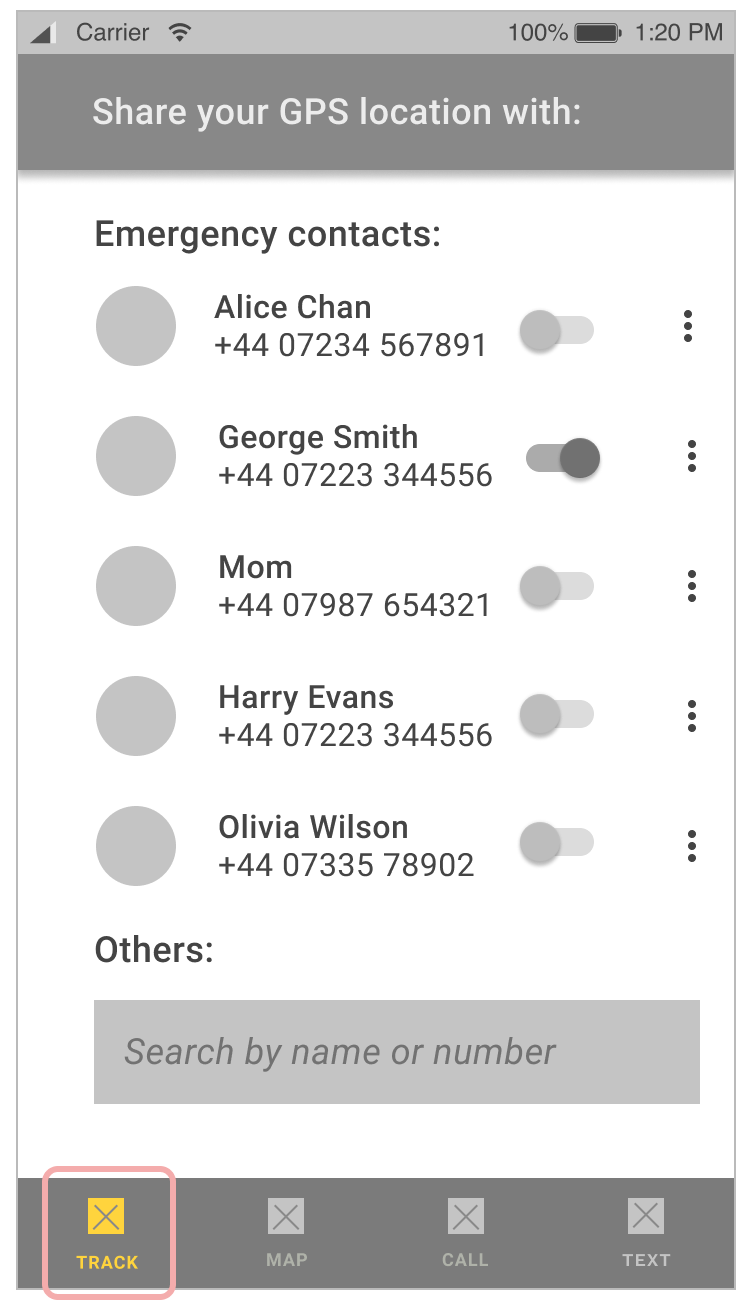 Carrier 100% 1:20 PM
Share your GPS location with:
Emergency contacts:
Alice Chan
+44 07234 567891
George Smith
+44 07223 344556
Mom
+44 07987 654321
Harry Evans
+44 07223 344556
Olivia Wilson
+44 07335 78902
Others:
Search by name or number
TRACK MAP CALL TEXT